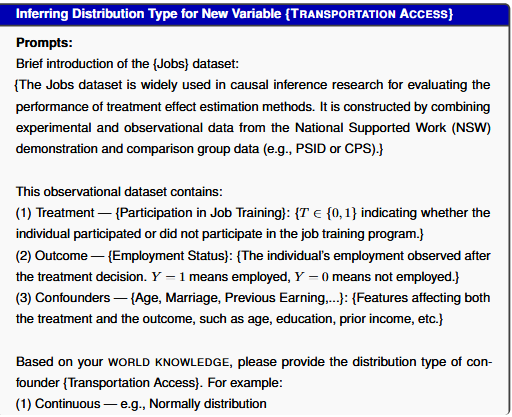 Inferring Distribution Type for New Variable {TRANSPORTATION ACCESS}
Prompts:
Brief introduction of the {Jobs} dataset:
{The Jobs dataset is widely used in causal inference research for evaluating the
performance of treatment effect estimation methods. It is constructed by combining
experimental and observational data from the National Supported Work (NSW)
demonstration and comparison group data (e.g., PSID or CPS).}
This observational dataset contains:
(1) Treatment — {Participation in Job Training}: {T ∈ {0, 1} indicating whether the
individual participated or did not participate in the job training program.}
(2) Outcome — {Employment Status}: {The individual's employment observed after
the treatment decision. Y = 1 means employed, Y = 0 means not employed.}
(3) Confounders — {Age, Marriage, Previous Earning,...}: {Features affecting both
the treatment and the outcome, such as age, education, prior income, etc.}
Based on your WORLD KNOWLEDGE, please provide the distribution type of con-
founder {Transportation Access}. For example:
(1) Continuous — e.g., Normally distribution